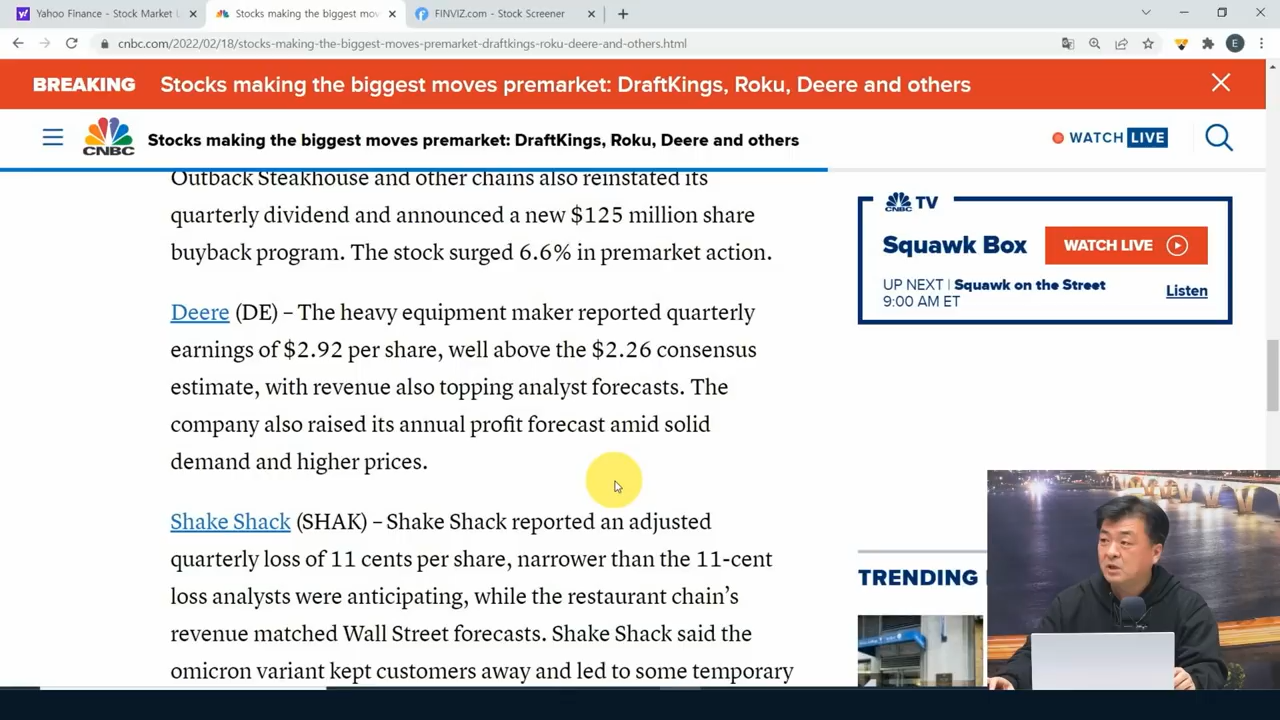 Yahoo Finance - Stock Market L
Stocks making the biggest mov
FINVIZ.com - Stock Screener
cnbc.com/2022/02/18/stocks-making-the-biggest-moves-premarket-draftkings-roku-deere-and-others.html
E
BREAKING Stocks making the biggest moves premarket: DraftKings, Roku, Deere and others
CNBC
Stocks making the biggest moves premarket: DraftKings, Roku, Deere and others
WATCH LIVE
Outback Steakhouse and other chains also reinstated its
quarterly dividend and announced a new $125 million share
buyback program. The stock surged 6.6% in premarket action.
Deere (DE) – The heavy equipment maker reported quarterly
earnings of $2.92 per share, well above the $2.26 consensus
estimate, with revenue also topping analyst forecasts. The
company also raised its annual profit forecast amid solid
demand and higher prices.
Shake Shack (SHAK) – Shake Shack reported an adjusted
quarterly loss of 11 cents per share, narrower than the 11-cent
loss analysts were anticipating, while the restaurant chain’s
revenue matched Wall Street forecasts. Shake Shack said the
omicron variant kept customers away and led to some temporary
CNBC TV
Squawk Box
WATCH LIVE
UP NEXT | Squawk on the Street
9:00 AM ET
Listen
TRENDING